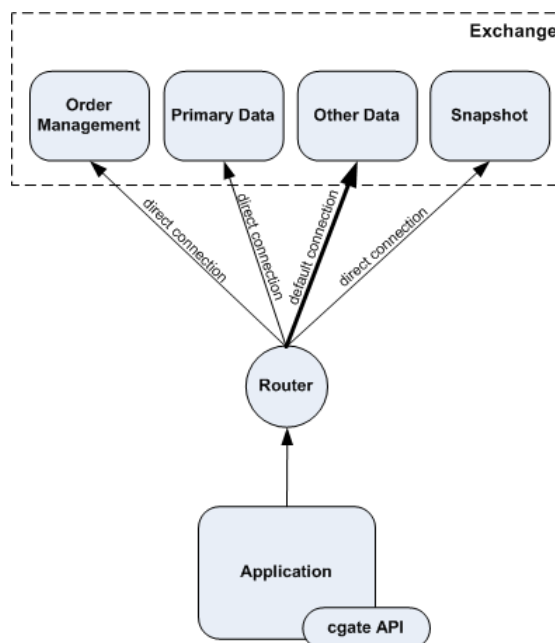 Exchange
Order
Management
Primary Data
Other Data
Snapshot
direct connection
direct connection
default connection
direct connection
Router
Application
cgate API